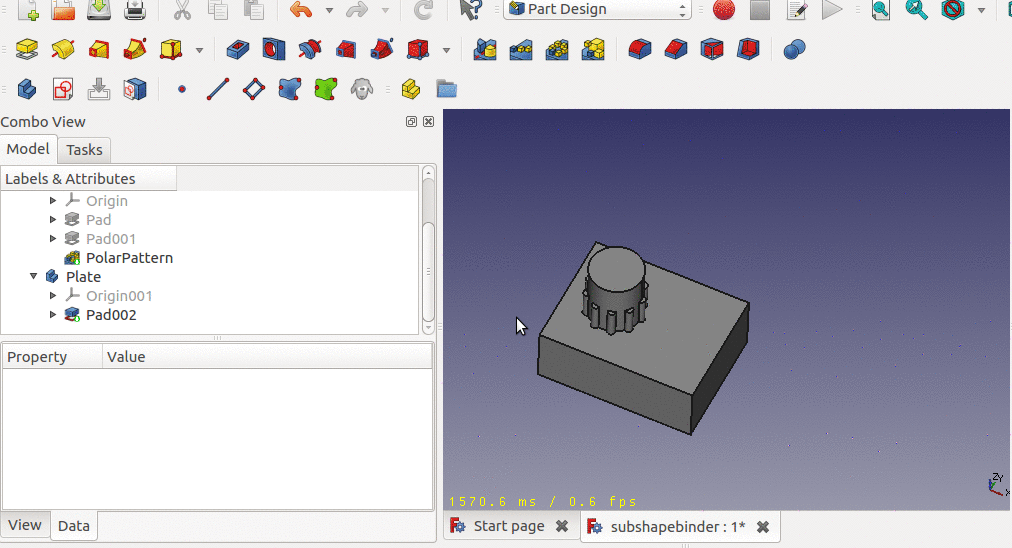 Part Design
Combo View
Model
Tasks
Labels & Attributes
Origin
Pad
Pad001
PolarPattern
Plate
Origin001
Pad002
Property
Value
View
Data
1570.6 ms / 0.6 fps
Zy
x
Start page
subshapebinder : 1*